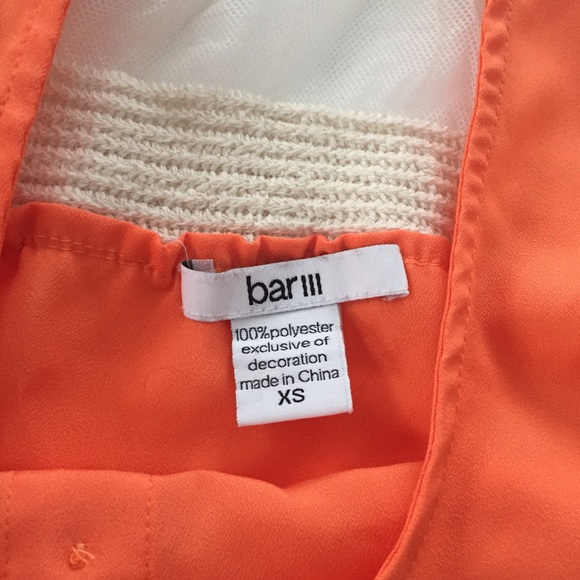 bar III
100%polyester
exclusive of
decoration
made in China
XS